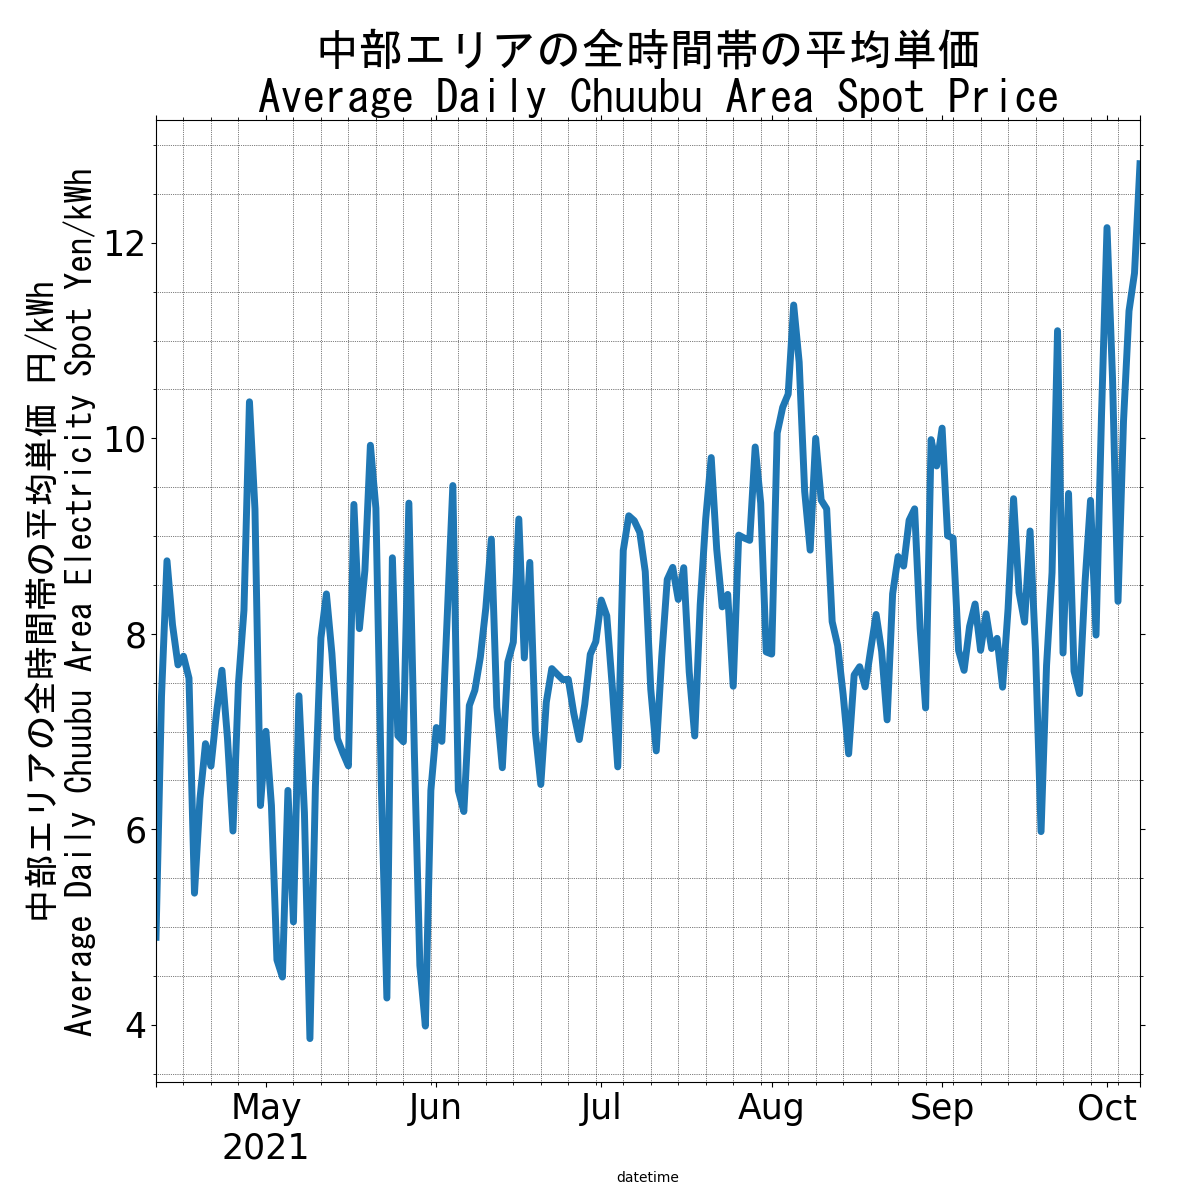 中部エリアの全時間帯の平均単価
Average Daily Chuubu Area Spot Price
中部エリアの全時間帯の平均単価 円/kWh
Average Daily Chuubu Area Electricity Spot Yen/kWh
12
10
8
6
4
May
2021
Jun
Jul
Aug
Sep
Oct
datetime